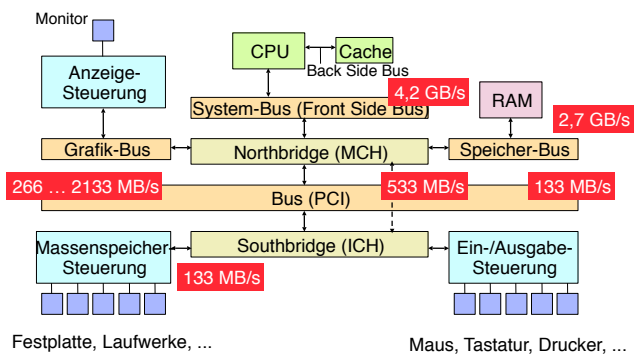 Monitor
CPU
Cache
Back Side Bus
Anzeige-
Steuerung
4,2 GB/s
System-Bus (Front Side Bus)
RAM
2,7 GB/s
Grafik-Bus
Northbridge (MCH)
Speicher-Bus
266 … 2133 MB/s
533 MB/s
133 MB/s
Bus (PCI)
Massenspeicher
Steuerung
Southbridge (ICH)
133 MB/s
Ein-/Ausgabe-
Steuerung
Festplatte, Laufwerke, ...
Maus, Tastatur, Drucker, ...